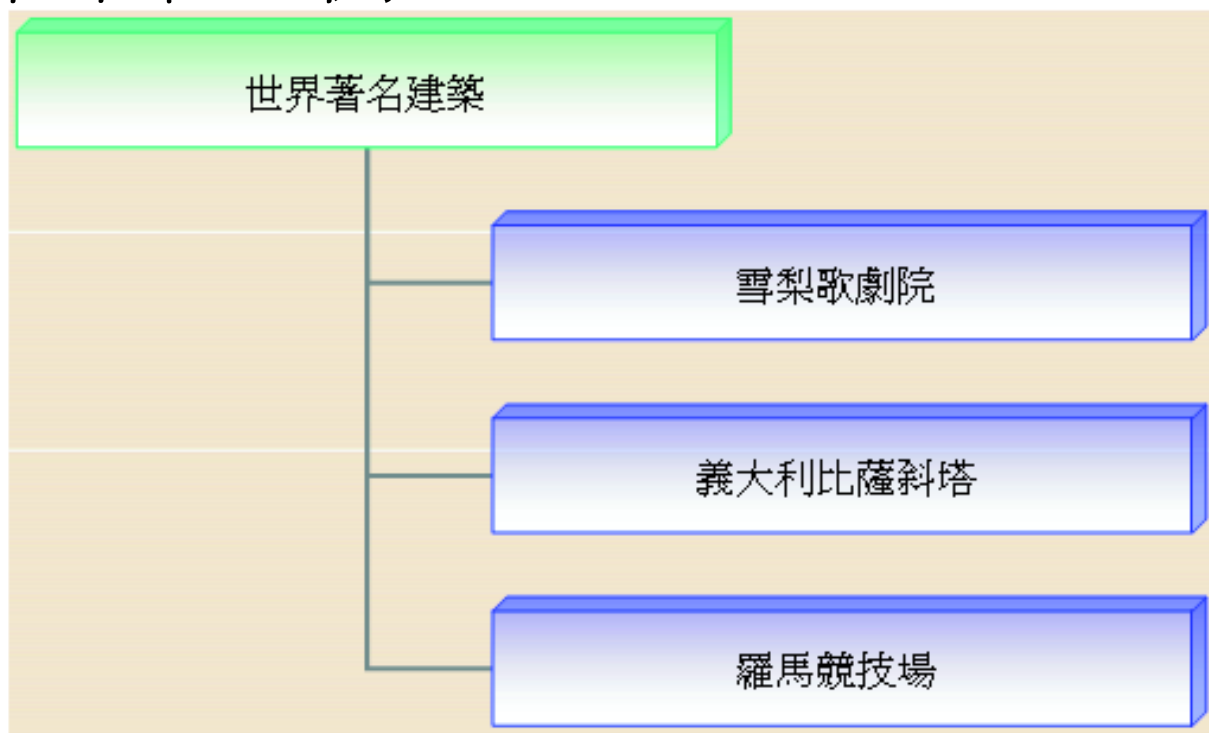 世界著名建築
雪梨歌劇院
義大利比薩斜塔
羅馬競技場